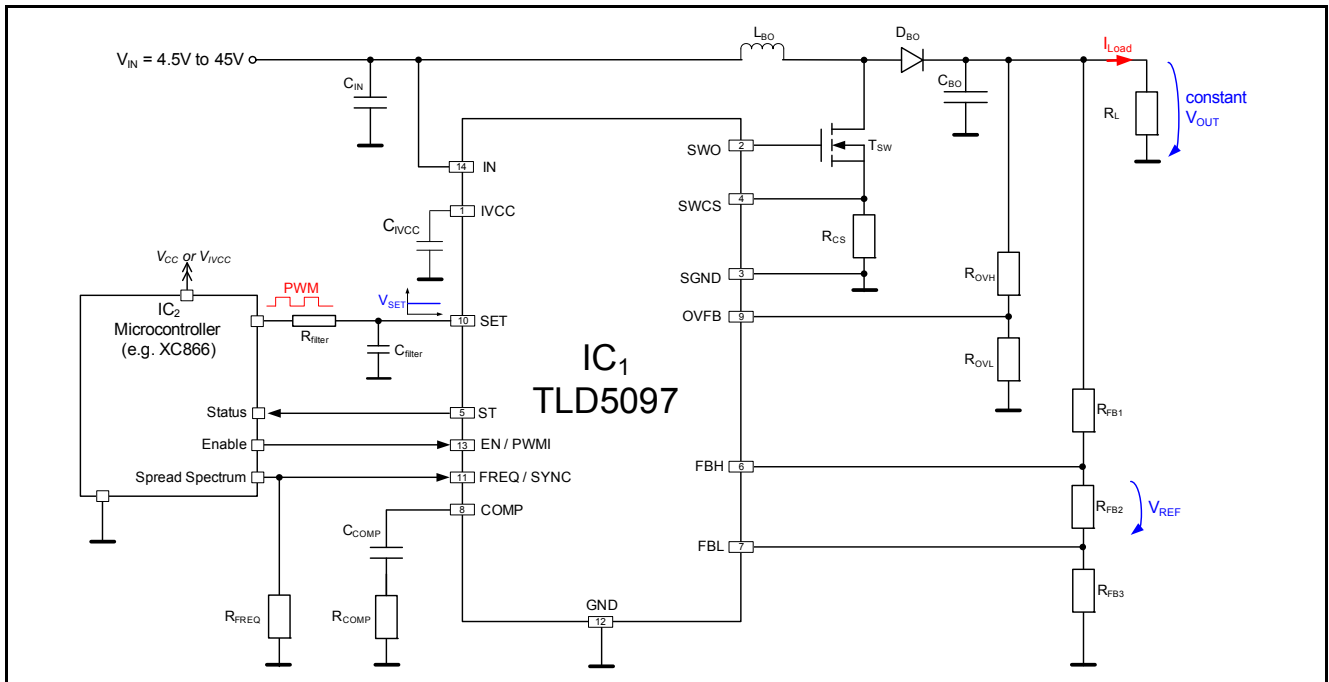 V_IN = 4.5V to 45V
L_BO
D_BO
I_Load
C_IN
C_BO
R_L
constant
V_OUT
SWO
2
T_SW
14
IN
SWCS
4
1
IVCC
C_IVCC
R_CS
V_CC or V_IVCC
SGND
3
R_OVH
PWM
V_SET
IC_2
Microcontroller
(e.g. XC866)
R_filter
10
SET
OVFB
9
C_filter
IC_1
TLD5097
R_OVL
Status
5
ST
R_FB1
Enable
13
EN / PWMI
FBH
6
Spread Spectrum
11
FREQ / SYNC
8
COMP
R_FB2
V_REF
C_COMP
FBL
7
R_FB3
GND
12
R_FREQ
R_COMP